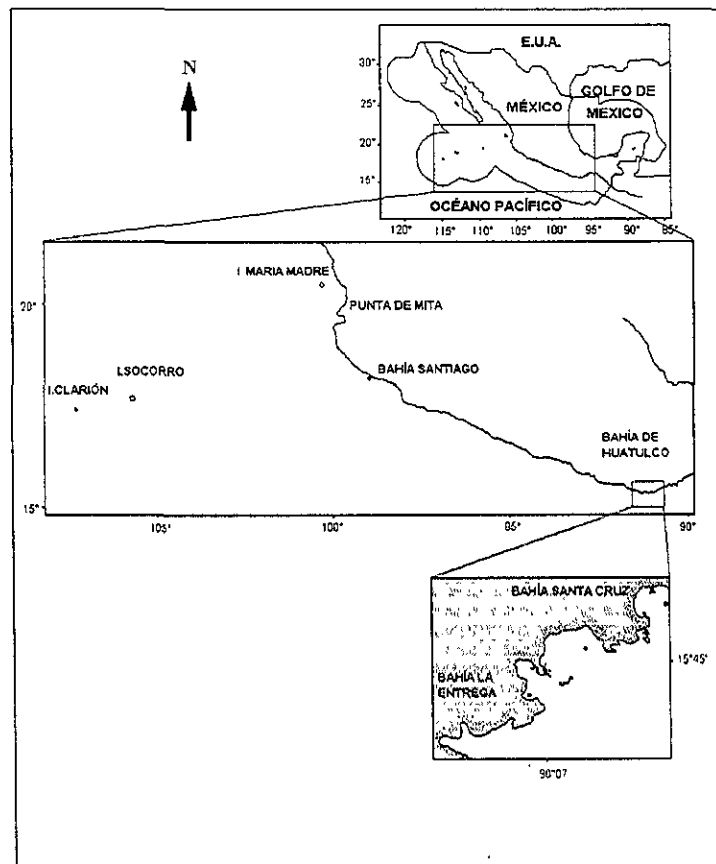 N
E.U.A.
30°
25°
20°
15°
GOLFO DE
MEXICO
MÉXICO
OCÉANO PACÍFICO
120° 115° 110° 105° 100° 95° 90° 85°
I MARIA MADRE
20°
PUNTA DE MITA
BAHÍA SANTIAGO
I.SOCORRO
I.CLARIÓN
BAHÍA DE
HUATULCO
15°
105° 100° 95° 90°
BAHÍA SANTA CRUZ
15°45'
BAHÍA LA
ENTREGA
90°07